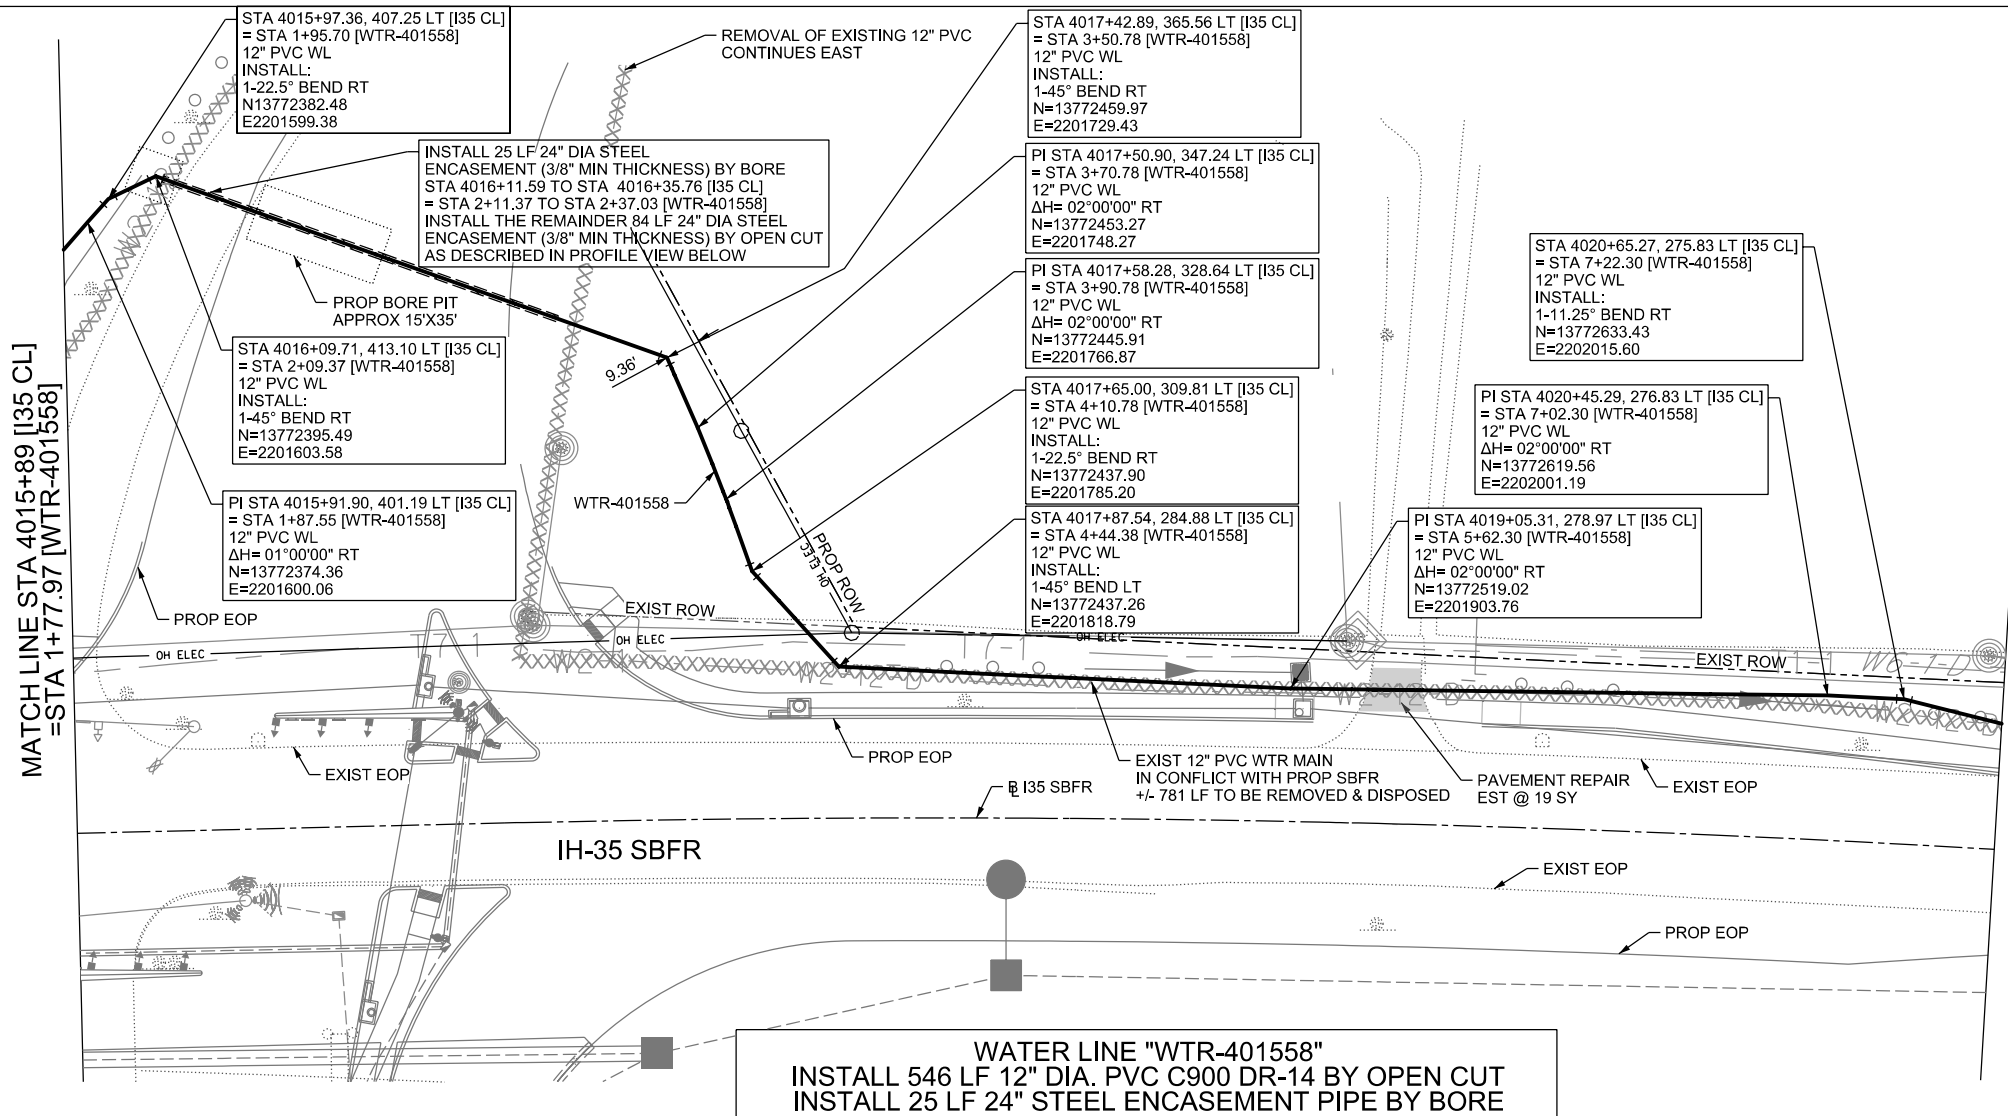 STA 4015+97.36, 407.25 LT [I35 CL]
= STA 1+95.70 [WTR-401558]
12" PVC WL
INSTALL:
1-22.5° BEND RT
N13772382.48
E2201599.38
REMOVAL OF EXISTING 12" PVC
CONTINUES EAST
STA 4017+42.89, 365.56 LT [I35 CL]
= STA 3+50.78 [WTR-401558]
12" PVC WL
INSTALL:
1-45° BEND RT
N=13772459.97
E=2201729.43
INSTALL 25 LF 24" DIA STEEL
ENCASEMENT (3/8" MIN THICKNESS) BY BORE
STA 4016+11.59 TO STA 4016+35.76 [I35 CL]
= STA 2+11.37 TO STA 2+37.03 [WTR-401558]
INSTALL THE REMAINDER 84 LF 24" DIA STEEL
ENCASEMENT (3/8" MIN THICKNESS) BY OPEN CUT
AS DESCRIBED IN PROFILE VIEW BELOW
PI STA 4017+50.90, 347.24 LT [I35 CL]
= STA 3+70.78 [WTR-401558]
12" PVC WL
ΔH= 02°00'00" RT
N=13772453.27
E=2201748.27
PI STA 4017+58.28, 328.64 LT [I35 CL]
= STA 3+90.78 [WTR-401558]
12" PVC WL
ΔH= 02°00'00" RT
N=13772445.91
E=2201766.87
STA 4020+65.27, 275.83 LT [I35 CL]
= STA 7+22.30 [WTR-401558]
12" PVC WL
INSTALL:
1-11.25° BEND RT
N=13772633.43
E=2202015.60
PROP BORE PIT
APPROX 15'X35'
STA 4016+09.71, 413.10 LT [I35 CL]
= STA 2+09.37 [WTR-401558]
12" PVC WL
INSTALL:
1-45° BEND RT
N=13772395.49
E=2201603.58
9.36'
STA 4017+65.00, 309.81 LT [I35 CL]
= STA 4+10.78 [WTR-401558]
12" PVC WL
INSTALL:
1-22.5° BEND RT
N=13772437.90
E=2201785.20
PI STA 4020+45.29, 276.83 LT [I35 CL]
= STA 7+02.30 [WTR-401558]
12" PVC WL
ΔH= 02°00'00" RT
N=13772619.56
E=2202001.19
MATCH LINE STA 4015+89 [I35 CL]
=STA 1+77.97 [WTR-401558]
PI STA 4015+91.90, 401.19 LT [I35 CL]
= STA 1+87.55 [WTR-401558]
12" PVC WL
ΔH= 01°00'00" RT
N=13772374.36
E=2201600.06
WTR-401558
STA 4017+87.54, 284.88 LT [I35 CL]
= STA 4+44.38 [WTR-401558]
12" PVC WL
INSTALL:
1-45° BEND LT
N=13772437.26
E=2201818.79
PI STA 4019+05.31, 278.97 LT [I35 CL]
= STA 5+62.30 [WTR-401558]
12" PVC WL
ΔH= 02°00'00" RT
N=13772519.02
E=2201903.76
PROP ROW
OH ELEC
PROP EOP
EXIST ROW
OH ELEC
OH ELEC
EXIST ROW
W6-1-D
PROP EOP
EXIST EOP
EXIST 12" PVC WTR MAIN
IN CONFLICT WITH PROP SBFR
+/- 781 LF TO BE REMOVED & DISPOSED
PAVEMENT REPAIR
EST @ 19 SY
EXIST EOP
BL I35 SBFR
IH-35 SBFR
EXIST EOP
PROP EOP
WATER LINE "WTR-401558"
INSTALL 546 LF 12" DIA. PVC C900 DR-14 BY OPEN CUT
INSTALL 25 LF 24" STEEL ENCASEMENT PIPE BY BORE